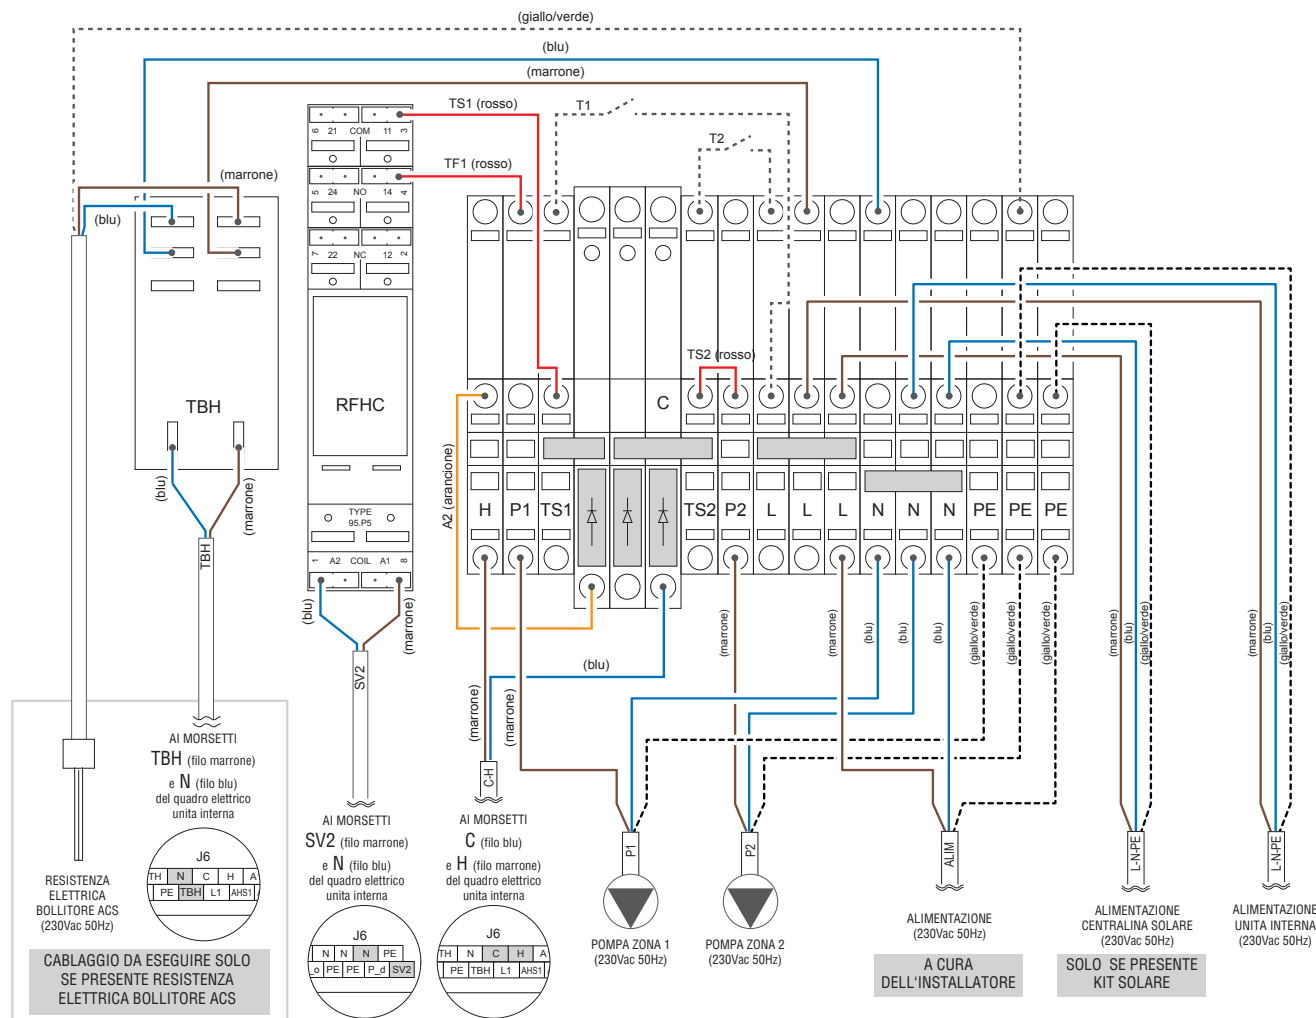 (giallo/verde)
(blu)
(marrone)
TS1 (rosso)
T1
T2
TF1 (rosso)
(marrone)
(blu)
6 21 COM 11 3
5 24 NO 14 4
7 22 NC 12 2
TBH
RFHC
TS2 (rosso)
C
A2 (arancione)
(blu)
(marrone)
TYPE
95.P5
1 A2 COIL A1 8
H P1 TS1 TS2 P2 L L L N N N PE PE PE
TBH
(blu)
(marrone)
SV2
(blu)
(marrone)
(marrone)
C-H
(marrone)
(marrone)
(blu)
(blu)
(blu)
(giallo/verde)
(giallo/verde)
(giallo/verde)
(marrone)
(blu)
(giallo/verde)
(marrone)
(blu)
(giallo/verde)
P1
P2
ALIM
L-N-PE
L-N-PE
AI MORSETTI
TBH (filo marrone)
e N (filo blu)
del quadro elettrico
unita interna
J6
TH N C H A
PE TBH L1 AHS1
RESISTENZA
ELETTRICA
BOLLITORE ACS
(230Vac 50Hz)
CABLAGGIO DA ESEGUIRE SOLO
SE PRESENTE RESISTENZA
ELETTRICA BOLLITORE ACS
AI MORSETTI
SV2 (filo marrone)
e N (filo blu)
del quadro elettrico
unita interna
J6
N N N PE
_o PE PE P_d SV2
AI MORSETTI
C (filo blu)
e H (filo marrone)
del quadro elettrico
unita interna
J6
TH N C H A
PE TBH L1 AHS1
POMPA ZONA 1
(230Vac 50Hz)
POMPA ZONA 2
(230Vac 50Hz)
ALIMENTAZIONE
(230Vac 50Hz)
A CURA
DELL'INSTALLATORE
ALIMENTAZIONE
CENTRALINA SOLARE
(230Vac 50Hz)
SOLO SE PRESENTE
KIT SOLARE
ALIMENTAZIONE
UNITA INTERNA
(230Vac 50Hz)